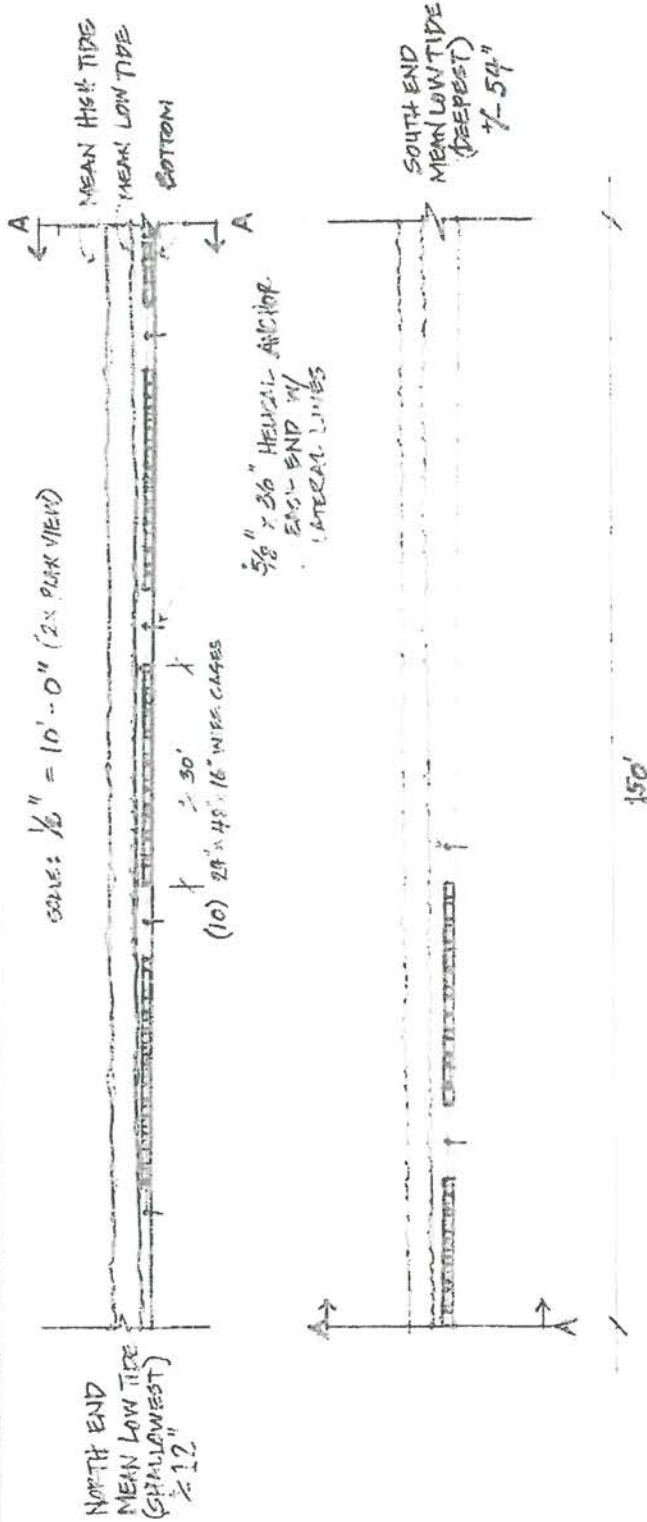 SCALE: 1/8" = 10'-0" (2X PLAN VIEW)
NORTH END
MEAN LOW TIDE
(SHALLOWEST)
12"
A
MEAN HIGH TIDE
MEAN LOW TIDE
BOTTOM
A
30'
(10) 24" x 48" x 16" WIRE CAGES
5/8" x 36" HELICAL ANCHOR
EACH END W/
LATERAL LINES
A
A
SOUTH END
MEAN LOW TIDE
(DEEPEST)
+/- 54"
150'